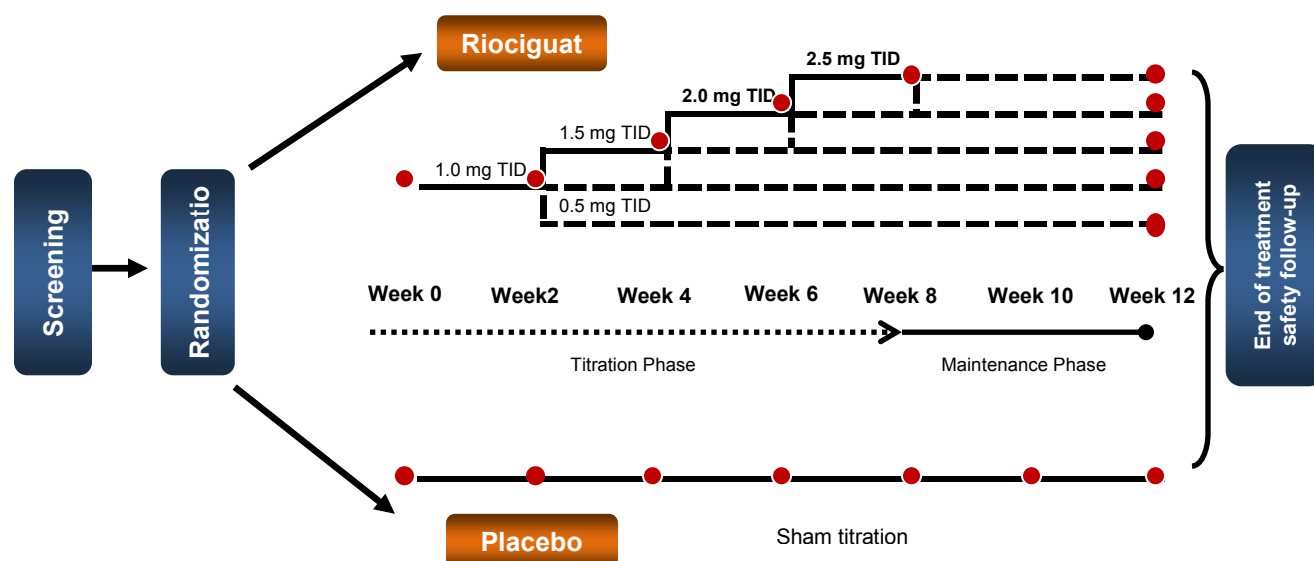 Screening
Randomizatio
Riociguat
2.5 mg TID
2.0 mg TID
1.5 mg TID
1.0 mg TID
0.5 mg TID
Week 0 Week2 Week 4 Week 6 Week 8 Week 10 Week 12
Titration Phase Maintenance Phase
Placebo
Sham titration
End of treatment
safety follow-up